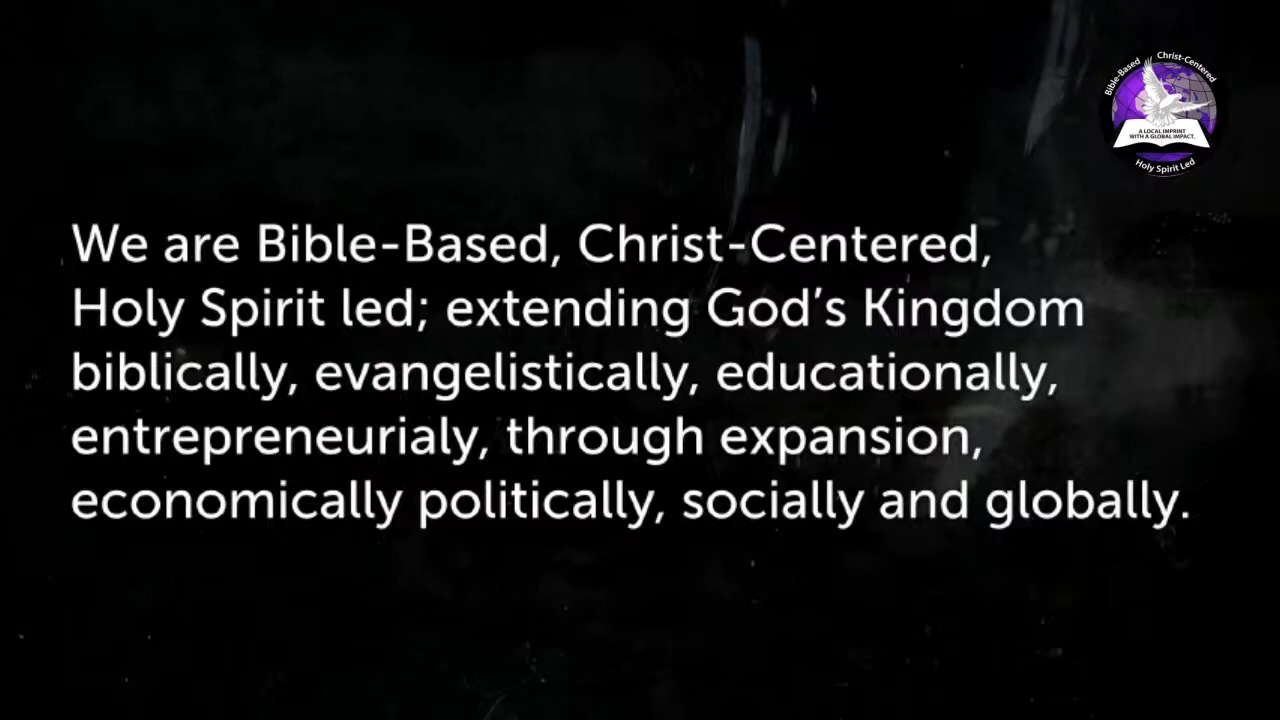 Bible-Based Christ-Centered
A LOCAL IMPRINT
WITH A GLOBAL IMPACT.
Holy Spirit Led
We are Bible-Based, Christ-Centered,
Holy Spirit led; extending God's Kingdom
biblically, evangelistically, educationally,
entrepreneurialy, through expansion,
economically politically, socially and globally.